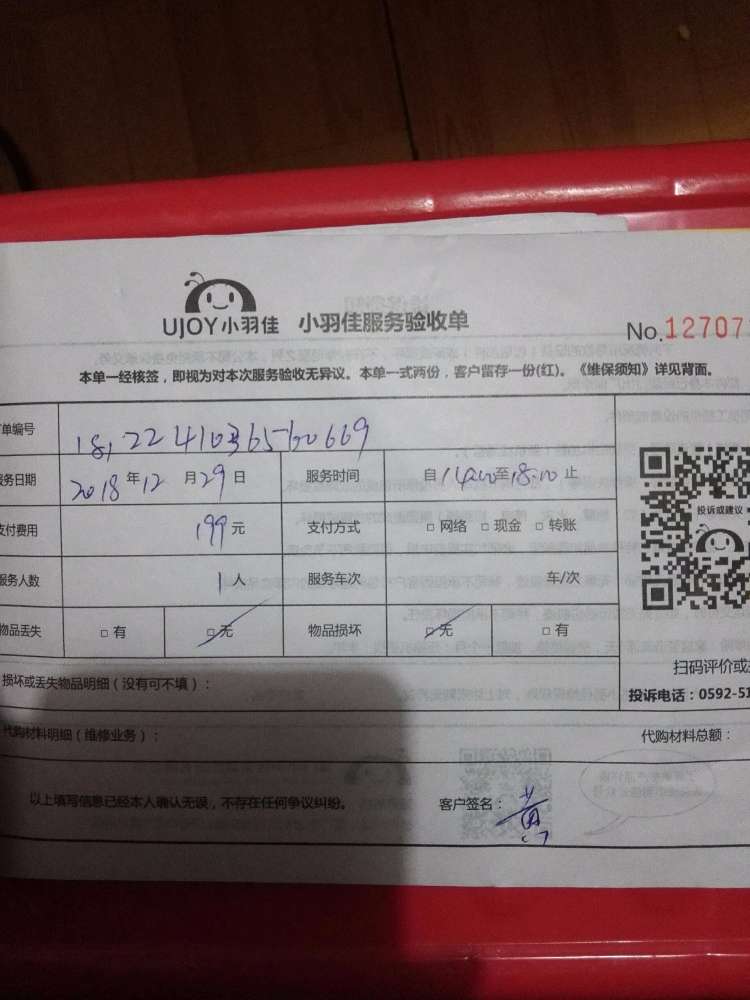 UJOY小羽佳 小羽佳服务验收单
No.12707
本单一经核签，即视为对本次服务验收无异议。本单一式两份，客户留存一份(红)。《维保须知》详见背面。
单编号
服务日期 2018年12月29日 服务时间 自14:00至18:00止
支付费用 199元 支付方式 □网络 □现金 □转账
服务人数 1人 服务车次 车/次
物品丢失 □有 □无 物品损坏 □无 □有
投诉或建议
损坏或丢失物品明细（没有可不填）：
扫码评价或
投诉电话：0592-51
代购材料明细（维修业务）： 代购材料总额：
以上填写信息已经本人确认无误，不存在任何争议纠纷。 客户签名：黄